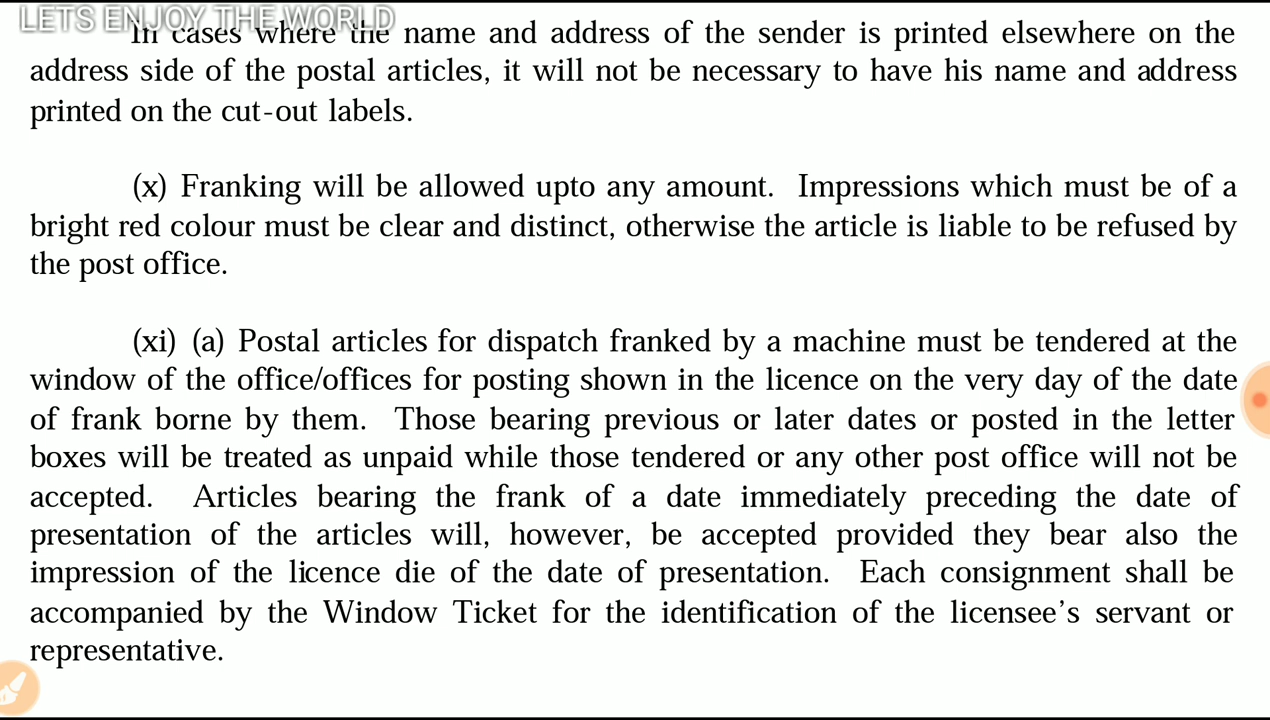 LETS ENJOY THE WORLD
In cases where the name and address of the sender is printed elsewhere on the
address side of the postal articles, it will not be necessary to have his name and address
printed on the cut-out labels.
(x) Franking will be allowed upto any amount. Impressions which must be of a
bright red colour must be clear and distinct, otherwise the article is liable to be refused by
the post office.
(xi) (a) Postal articles for dispatch franked by a machine must be tendered at the
window of the office/offices for posting shown in the licence on the very day of the date
of frank borne by them. Those bearing previous or later dates or posted in the letter
boxes will be treated as unpaid while those tendered or any other post office will not be
accepted. Articles bearing the frank of a date immediately preceding the date of
presentation of the articles will, however, be accepted provided they bear also the
impression of the licence die of the date of presentation. Each consignment shall be
accompanied by the Window Ticket for the identification of the licensee’s servant or
representative.